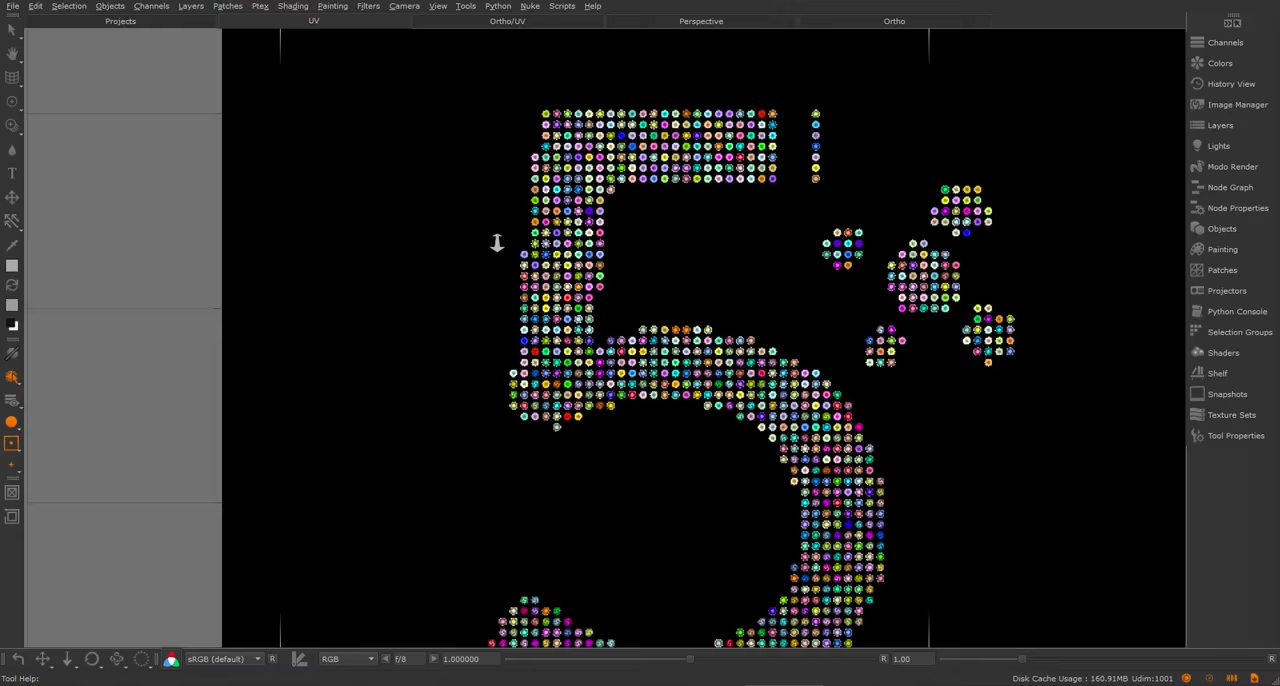 File Edit Selection Objects Channels Layers Patches Ptex Shading Painting Filters Camera View Tools Python Nuke Scripts Help
Projects UV Ortho/UV Perspective Ortho
Channels
Colors
History View
Image Manager
Layers
Lights
Modo Render
Node Graph
Node Properties
Objects
Painting
Patches
Projectors
Python Console
Selection Groups
Shaders
Shelf
Snapshots
Texture Sets
Tool Properties
5
sRGB (default) R RGB f/8 1.000000 R 1.00 R
Tool Help: Disk Cache Usage : 160.91MB Udim:1001